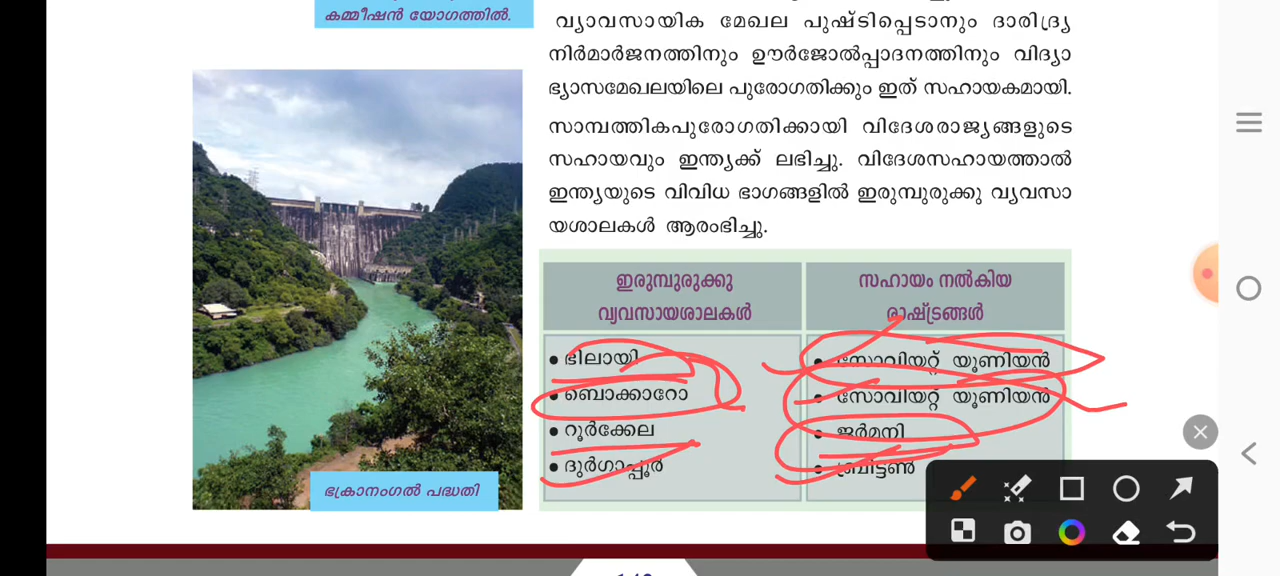 കമ്മീഷൻ യോഗത്തിൽ.
വ്യാവസായിക മേഖല പുഷ്ടിപ്പെടാനും ദാരിദ്ര്യ
നിർമാർജനത്തിനും ഊർജോൽപ്പാദനത്തിനും വിദ്യാ
ഭ്യാസമേഖലയിലെ പുരോഗതിക്കും ഇത് സഹായകമായി.
സാമ്പത്തികപുരോഗതിക്കായി വിദേശരാജ്യങ്ങളുടെ
സഹായവും ഇന്ത്യക്ക് ലഭിച്ചു. വിദേശസഹായത്താൽ
ഇന്ത്യയുടെ വിവിധ ഭാഗങ്ങളിൽ ഇരുമ്പുരുക്കു വ്യവസാ
യശാലകൾ ആരംഭിച്ചു.
ഇരുമ്പുരുക്കു
വ്യവസായശാലകൾ
സഹായം നൽകിയ
രാഷ്ട്രങ്ങൾ
• ഭിലായി
• സോവിയറ്റ് യൂണിയൻ
• ബൊക്കാറോ
• സോവിയറ്റ് യൂണിയൻ
• റൂർക്കേല
• ജർമനി
• ദുർഗാപ്പൂർ
• ബ്രിട്ടൺ
ഭക്രാനംഗൽ പദ്ധതി